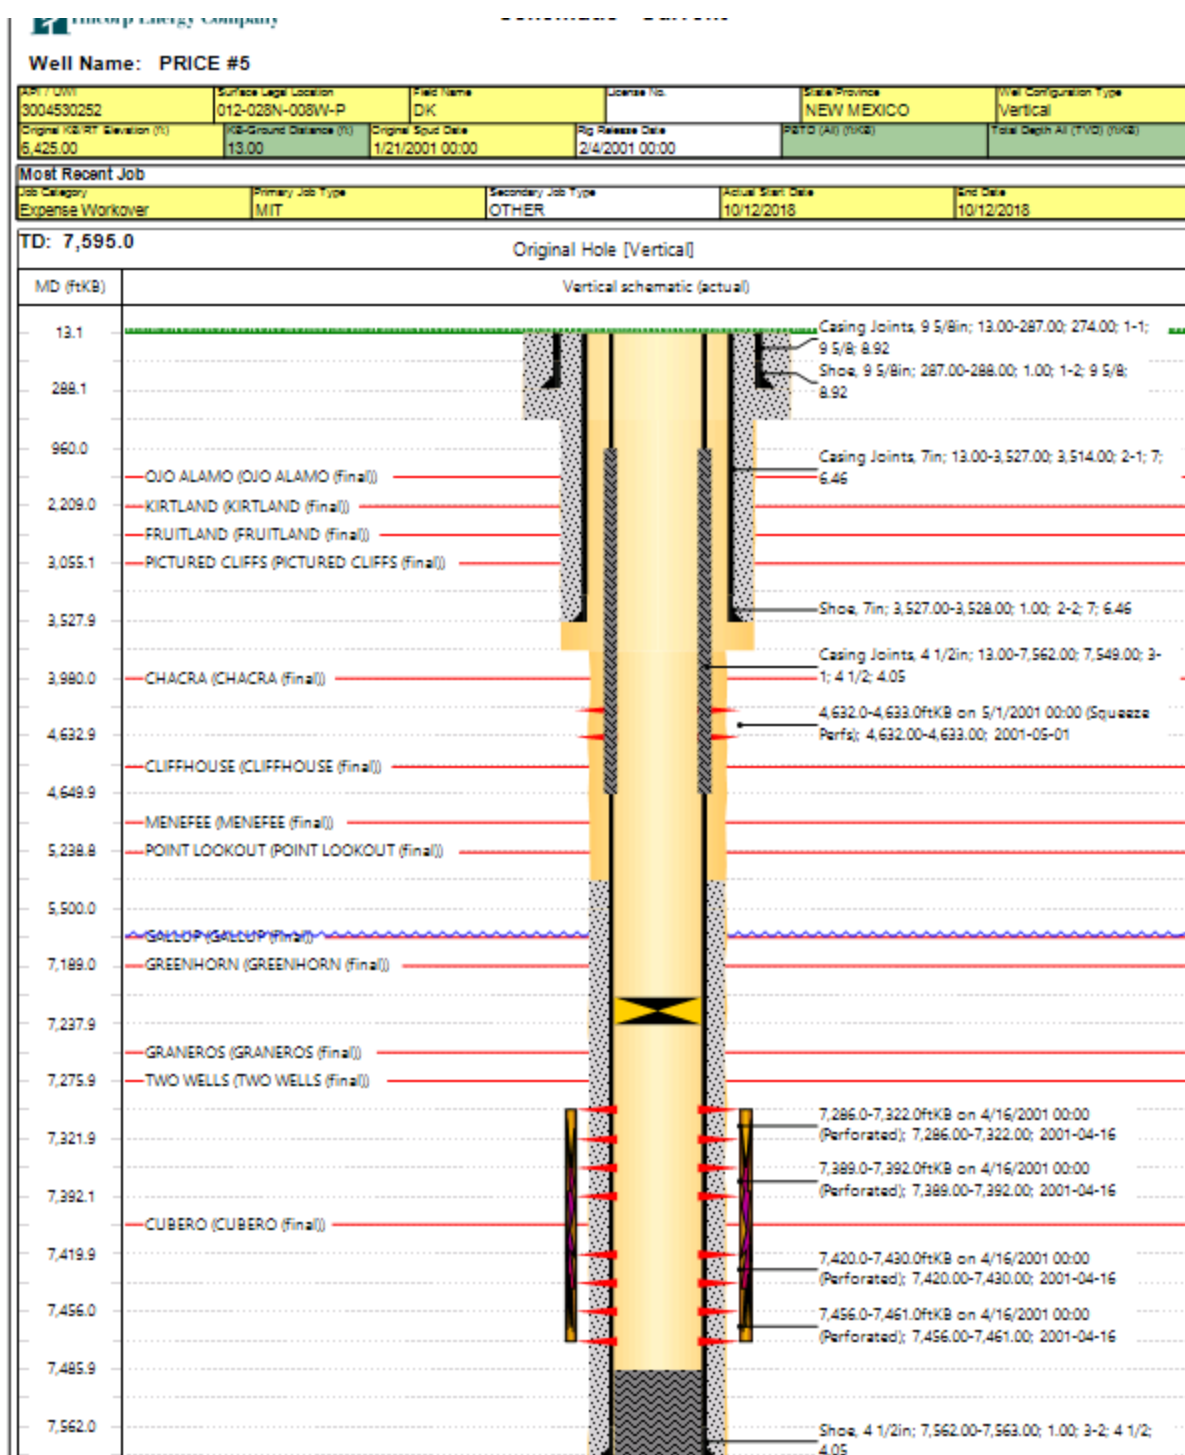 Hilcorp Energy Company
Schematic - Current
Well Name: PRICE #5
API / UWI
Surface Legal Location
Field Name
License No.
State/Province
Well Configuration Type
3004530252
012-028N-008W-P
DK
NEW MEXICO
Vertical
Original KB/RT Elevation (ft)
KB-Ground Distance (ft)
Original Spud Date
Rig Release Date
PBTD (All) (ftKB)
Total Depth All (TVD) (ftKB)
6,425.00
13.00
1/21/2001 00:00
2/4/2001 00:00
Most Recent Job
Job Category
Primary Job Type
Secondary Job Type
Actual Start Date
End Date
Expense Workover
MIT
OTHER
10/12/2018
10/12/2018
TD: 7,595.0
Original Hole [Vertical]
MD (ftKB)
Vertical schematic (actual)
13.1
Casing Joints, 9 5/8in; 13.00-287.00; 274.00; 1-1;
9 5/8; 8.92
Shoe, 9 5/8in; 287.00-288.00; 1.00; 1-2; 9 5/8;
8.92
288.1
960.0
Casing Joints, 7in; 13.00-3,527.00; 3,514.00; 2-1; 7;
6.46
OJO ALAMO (OJO ALAMO (final))
2,209.0
KIRTLAND (KIRTLAND (final))
FRUITLAND (FRUITLAND (final))
3,055.1
PICTURED CLIFFS (PICTURED CLIFFS (final))
Shoe, 7in; 3,527.00-3,528.00; 1.00; 2-2; 7; 6.46
3,527.9
Casing Joints, 4 1/2in; 13.00-7,562.00; 7,549.00; 3-
1; 4 1/2; 4.05
3,980.0
CHACRA (CHACRA (final))
4,632.0-4,633.0ftKB on 5/1/2001 00:00 (Squeeze
Perfs); 4,632.00-4,633.00; 2001-05-01
4,632.9
CLIFFHOUSE (CLIFFHOUSE (final))
4,649.9
MENEFEE (MENEFEE (final))
5,238.8
POINT LOOKOUT (POINT LOOKOUT (final))
5,500.0
GALLUP (GALLUP (final))
7,189.0
GREENHORN (GREENHORN (final))
7,237.9
GRANEROS (GRANEROS (final))
7,275.9
TWO WELLS (TWO WELLS (final))
7,286.0-7,322.0ftKB on 4/16/2001 00:00
(Perforated); 7,286.00-7,322.00; 2001-04-16
7,321.9
7,389.0-7,392.0ftKB on 4/16/2001 00:00
(Perforated); 7,389.00-7,392.00; 2001-04-16
7,392.1
CUBERO (CUBERO (final))
7,419.9
7,420.0-7,430.0ftKB on 4/16/2001 00:00
(Perforated); 7,420.00-7,430.00; 2001-04-16
7,456.0
7,456.0-7,461.0ftKB on 4/16/2001 00:00
(Perforated); 7,456.00-7,461.00; 2001-04-16
7,485.9
7,562.0
Shoe, 4 1/2in; 7,562.00-7,563.00; 1.00; 3-2; 4 1/2;
4.05